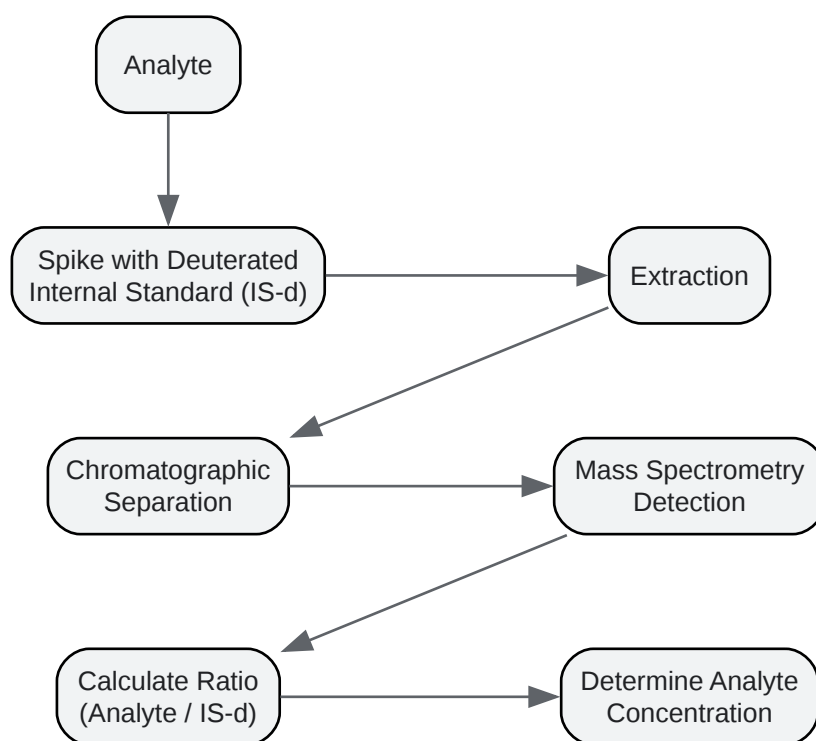 Analyte
Spike with Deuterated
Internal Standard (IS-d)
Extraction
Chromatographic
Separation
Mass Spectrometry
Detection
Calculate Ratio
(Analyte / IS-d)
Determine Analyte
Concentration